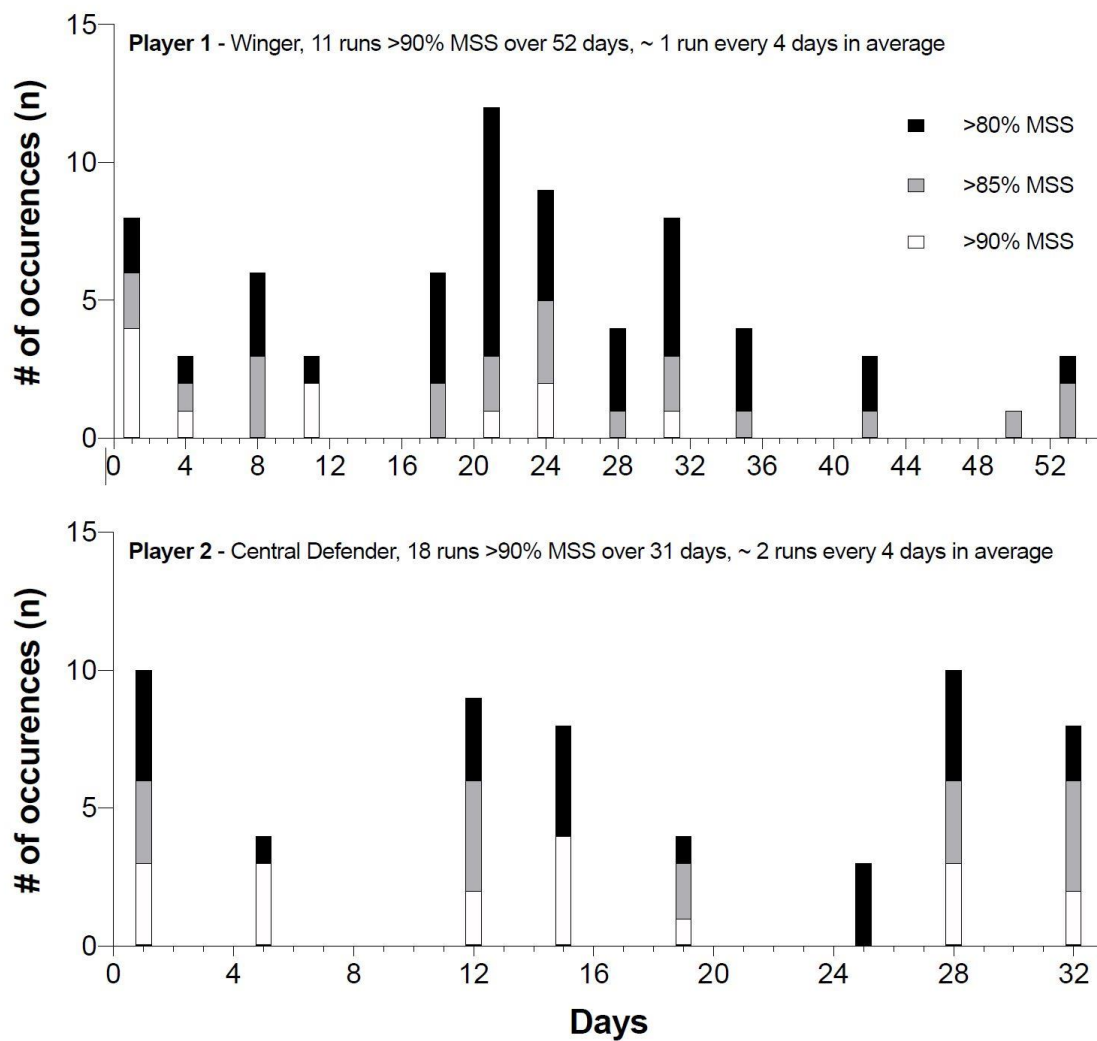 15
Player 1 - Winger, 11 runs >90% MSS over 52 days, ~ 1 run every 4 days in average
>80% MSS
10
>85% MSS
>90% MSS
5
0
# of occurences (n)
0 4 8 12 16 20 24 28 32 36 40 44 48 52
15
Player 2 - Central Defender, 18 runs >90% MSS over 31 days, ~ 2 runs every 4 days in average
10
5
0
# of occurences (n)
0 4 8 12 16 20 24 28 32
Days